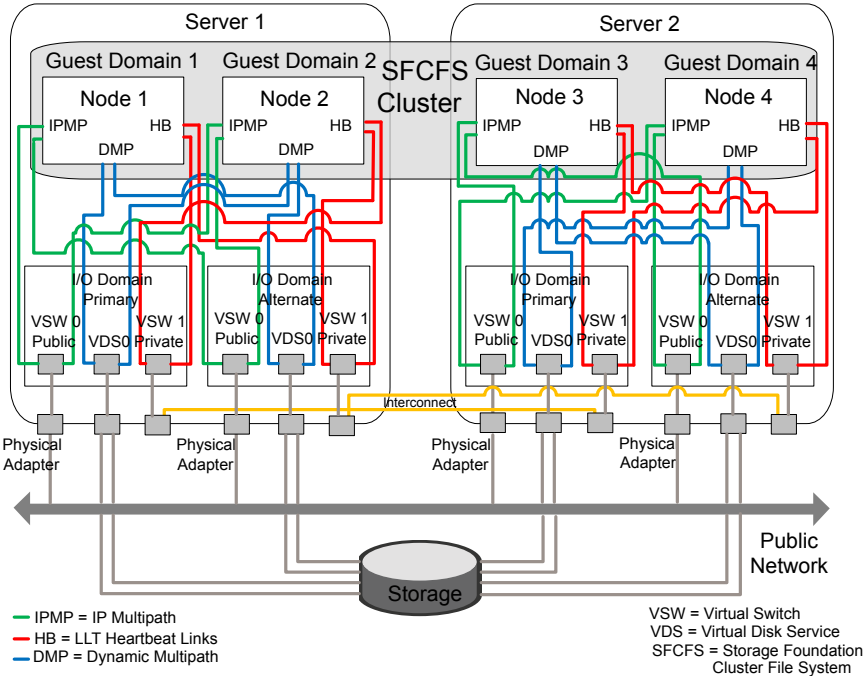 Server 1
Server 2
Guest Domain 1
Guest Domain 2
SFCFS
Cluster
Guest Domain 3
Guest Domain 4
Node 1
IPMP
HB
DMP
Node 2
IPMP
HB
DMP
Node 3
IPMP
HB
DMP
Node 4
IPMP
HB
DMP
I/O Domain
Primary
VSW 0
Public
VDS0
VSW 1
Private
I/O Domain
Alternate
VSW 0
Public
VDS0
VSW 1
Private
I/O Domain
Primary
VSW 0
Public
VDS0
VSW 1
Private
I/O Domain
Alternate
VSW 0
Public
VDS0
VSW 1
Private
Interconnect
Physical
Adapter
Physical
Adapter
Physical
Adapter
Physica
Adapter
Public
Network
Storage
IPMP = IP Multipath
HB = LLT Heartbeat Links
DMP = Dynamic Multipath
VSW = Virtual Switch
VDS = Virtual Disk Service
SFCFS = Storage Foundation
Cluster File System